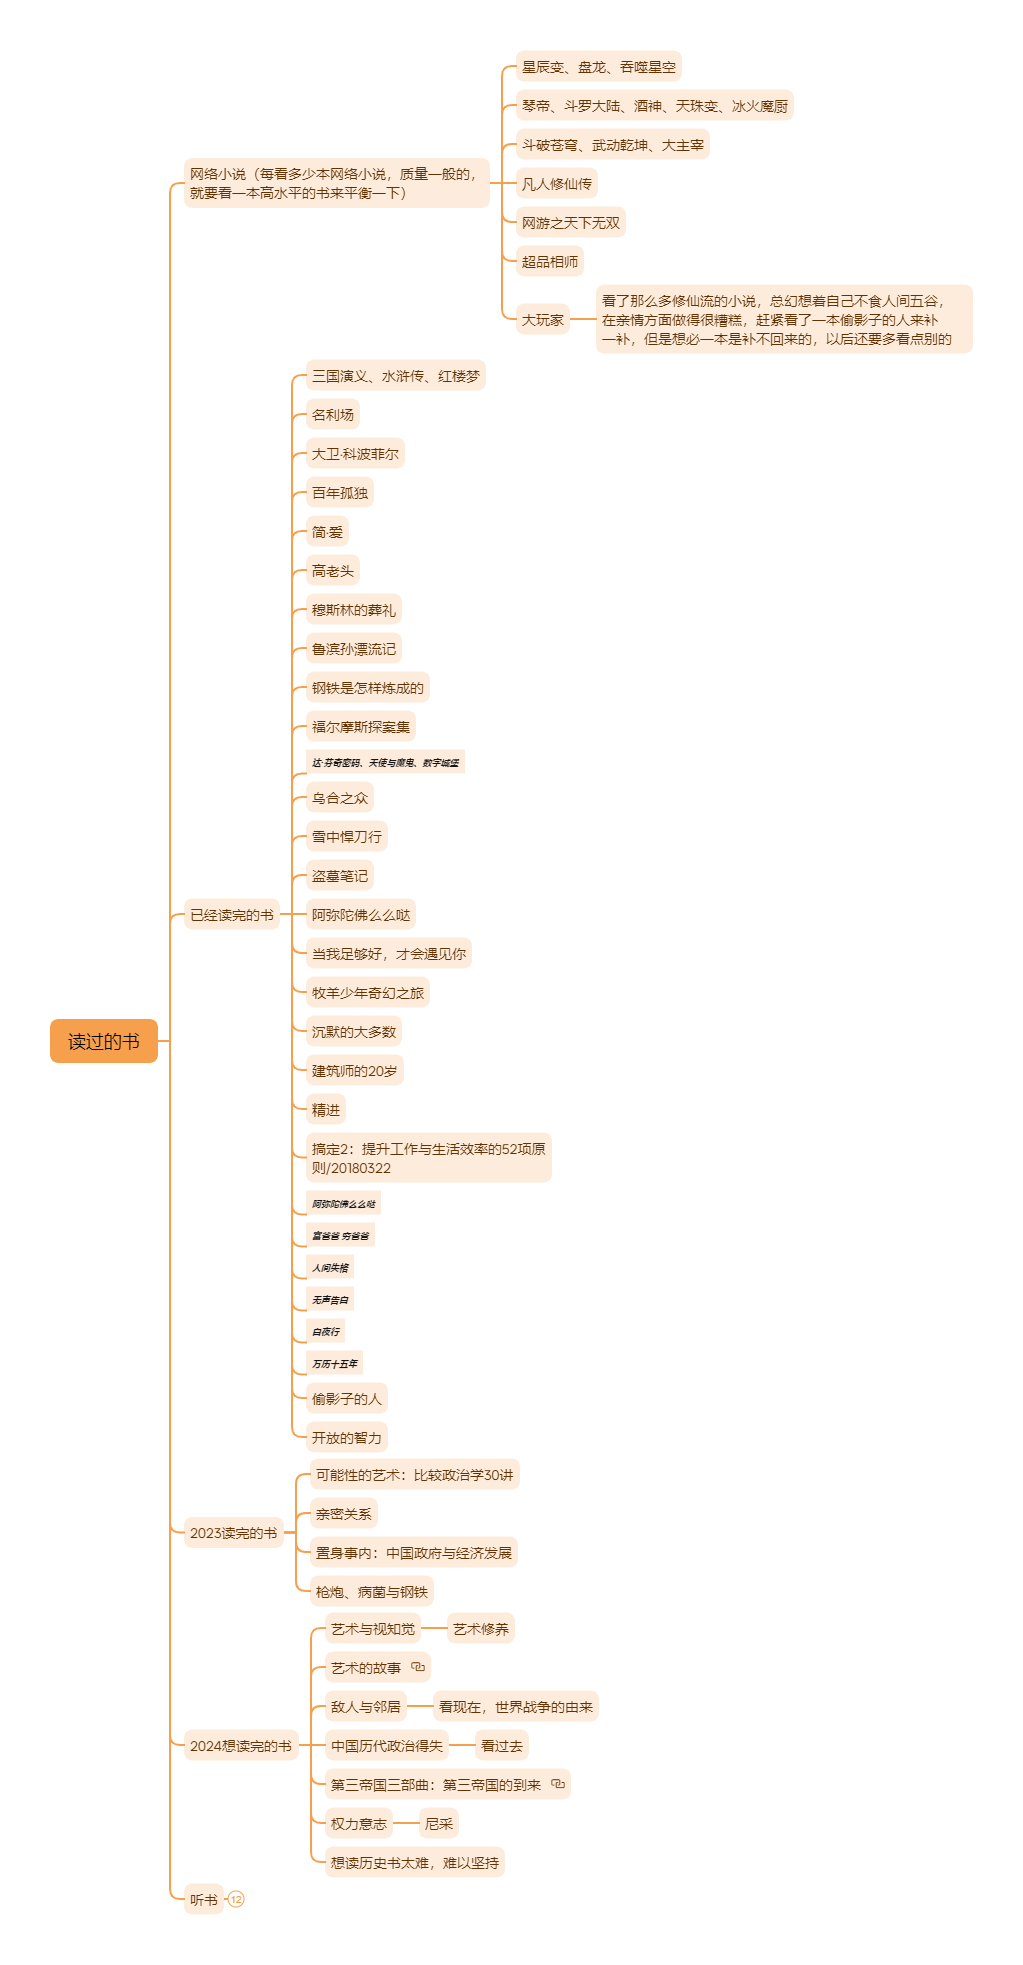 星辰变、盘龙、吞噬星空
琴帝、斗罗大陆、酒神、天珠变、冰火魔厨
斗破苍穹、武动乾坤、大主宰
网络小说（每看多少本网络小说，质量一般的，
就要看一本高水平的书来平衡一下）
凡人修仙传
网游之天下无双
超品相师
大玩家
看了那么多修仙流的小说，总幻想着自己不食人间五谷，
在亲情方面做得很糟糕，赶紧看了一本偷影子的人来补
一补，但是想必一本是补不回来的，以后还要多看点别的
三国演义、水浒传、红楼梦
名利场
大卫·科波菲尔
百年孤独
简·爱
高老头
穆斯林的葬礼
鲁滨孙漂流记
钢铁是怎样炼成的
福尔摩斯探案集
达·芬奇密码、天使与魔鬼、数字城堡
乌合之众
雪中悍刀行
盗墓笔记
已经读完的书
阿弥陀佛么么哒
当我足够好，才会遇见你
牧羊少年奇幻之旅
沉默的大多数
读过的书
建筑师的20岁
精进
搞定2：提升工作与生活效率的52项原
则/20180322
阿弥陀佛么么哒
富爸爸 穷爸爸
人间失格
无声告白
白夜行
万历十五年
偷影子的人
开放的智力
可能性的艺术：比较政治学30讲
亲密关系
2023读完的书
置身事内：中国政府与经济发展
枪炮、病菌与钢铁
艺术与视知觉
艺术修养
艺术的故事
敌人与邻居
看现在，世界战争的由来
2024想读完的书
中国历代政治得失
看过去
第三帝国三部曲：第三帝国的到来
权力意志
尼采
想读历史书太难，难以坚持
听书
12